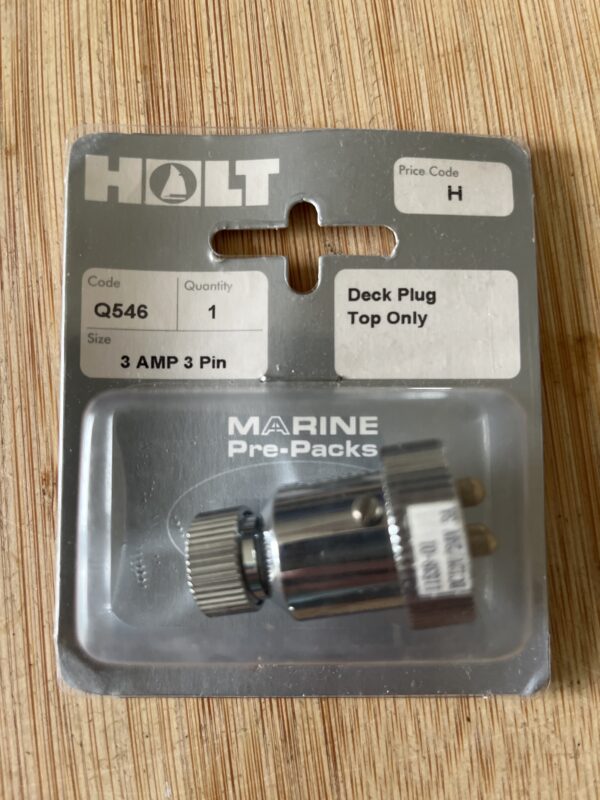 HOLT
Price Code
H
Code
Q546
Quantity
1
Size
3 AMP 3 Pin
Deck Plug
Top Only
MARINE
Pre-Packs